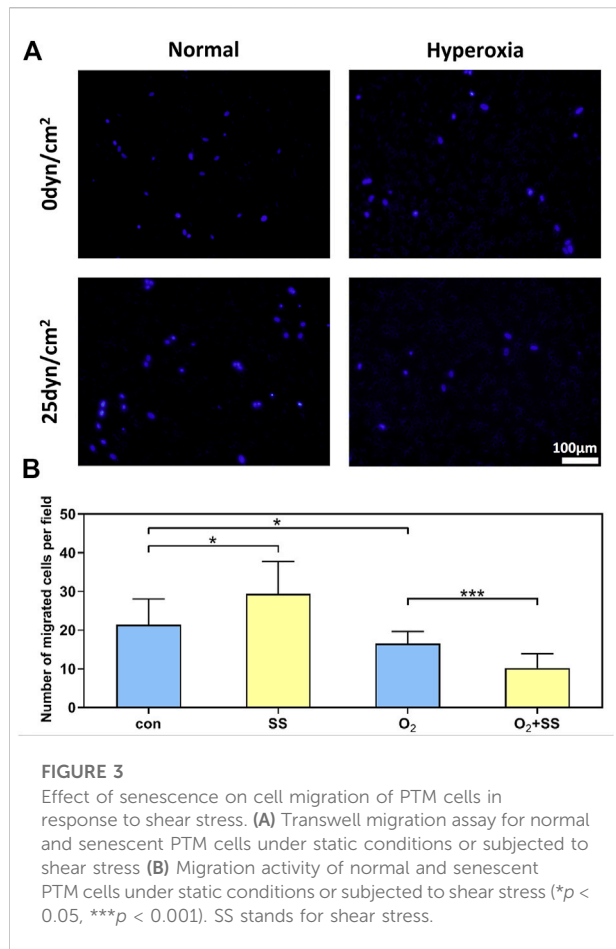 A
Normal Hyperoxia
0dyn/cm²
25dyn/cm²
100μm
B
Number of migrated cells per field
50
40
30
20
10
0
* 
*
***
con SS O₂ O₂+SS
FIGURE 3
Effect of senescence on cell migration of PTM cells in
response to shear stress. (A) Transwell migration assay for normal
and senescent PTM cells under static conditions or subjected to
shear stress (B) Migration activity of normal and senescent
PTM cells under static conditions or subjected to shear stress (*p <
0.05, ***p < 0.001). SS stands for shear stress.